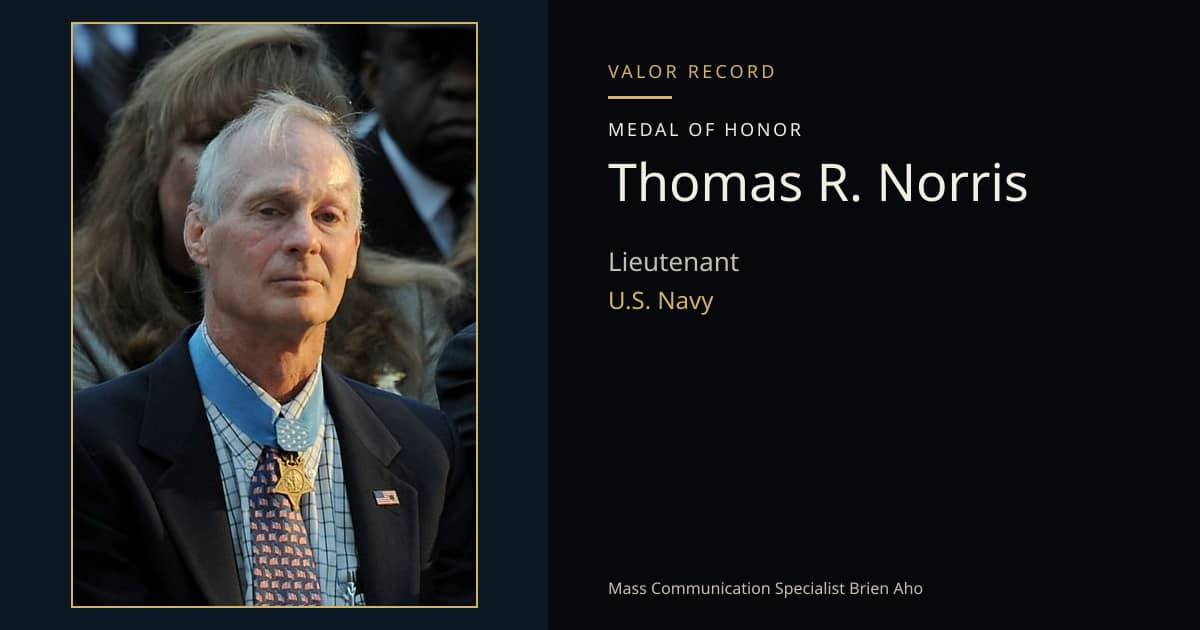 VALOR RECORD
MEDAL OF HONOR
Thomas R. Norris
Lieutenant
U.S. Navy
Mass Communication Specialist Brien Aho